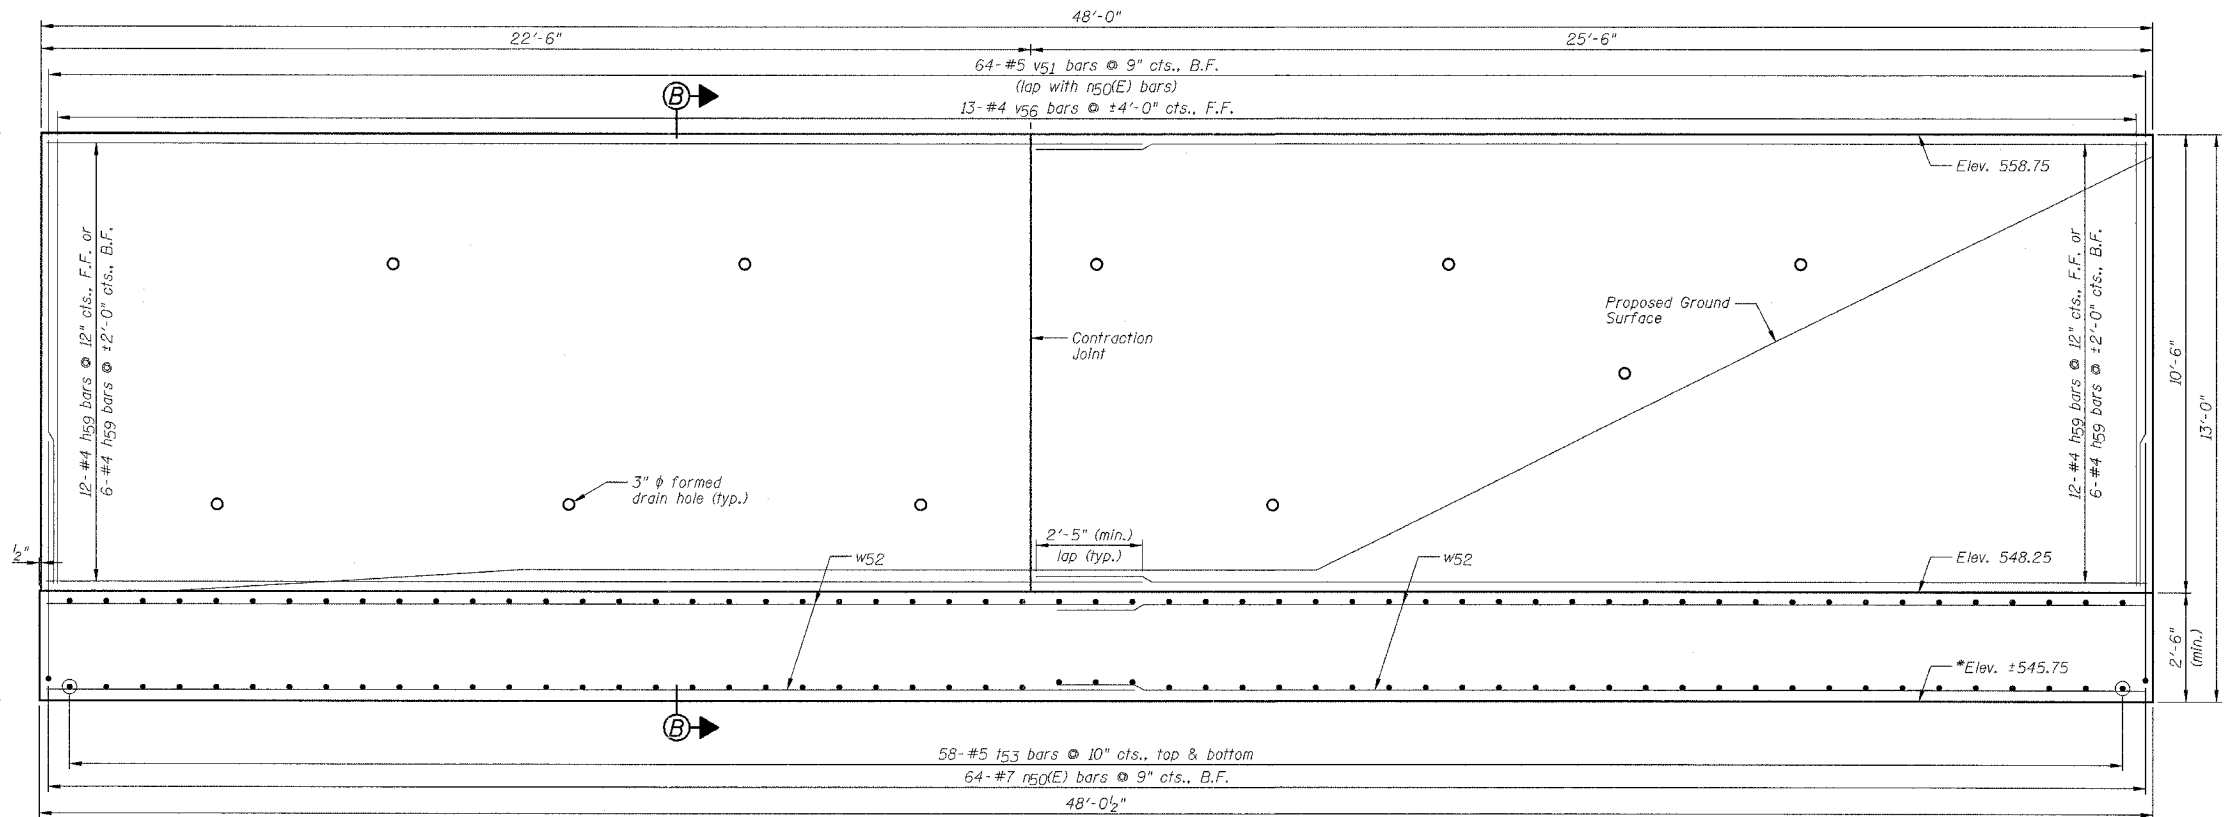 48'-0"
22'-6"
25'-6"
64-#5 v51 bars @ 9" cts., B.F.
(lap with n50(E) bars)
13-#4 v56 bars @ ±4'-0" cts., F.F.
B
Elev. 558.75
12-#4 h59 bars @ 12" cts., F.F. or
6-#4 h59 bars @ ±2'-0" cts., B.F.
Proposed Ground
Surface
Contraction
Joint
12-#4 h59 bars @ 12" cts., F.F. or
6-#4 h59 bars @ ±2'-0" cts., B.F.
10'-6"
13'-0"
3" ϕ formed
drain hole (typ.)
2'-5" (min.)
lap (typ.)
½"
w52
w52
Elev. 548.25
2'-6"
(min.)
*Elev. ±545.75
B
58-#5 t53 bars @ 10" cts., top & bottom
64-#7 n50(E) bars @ 9" cts., B.F.
48'-0½"